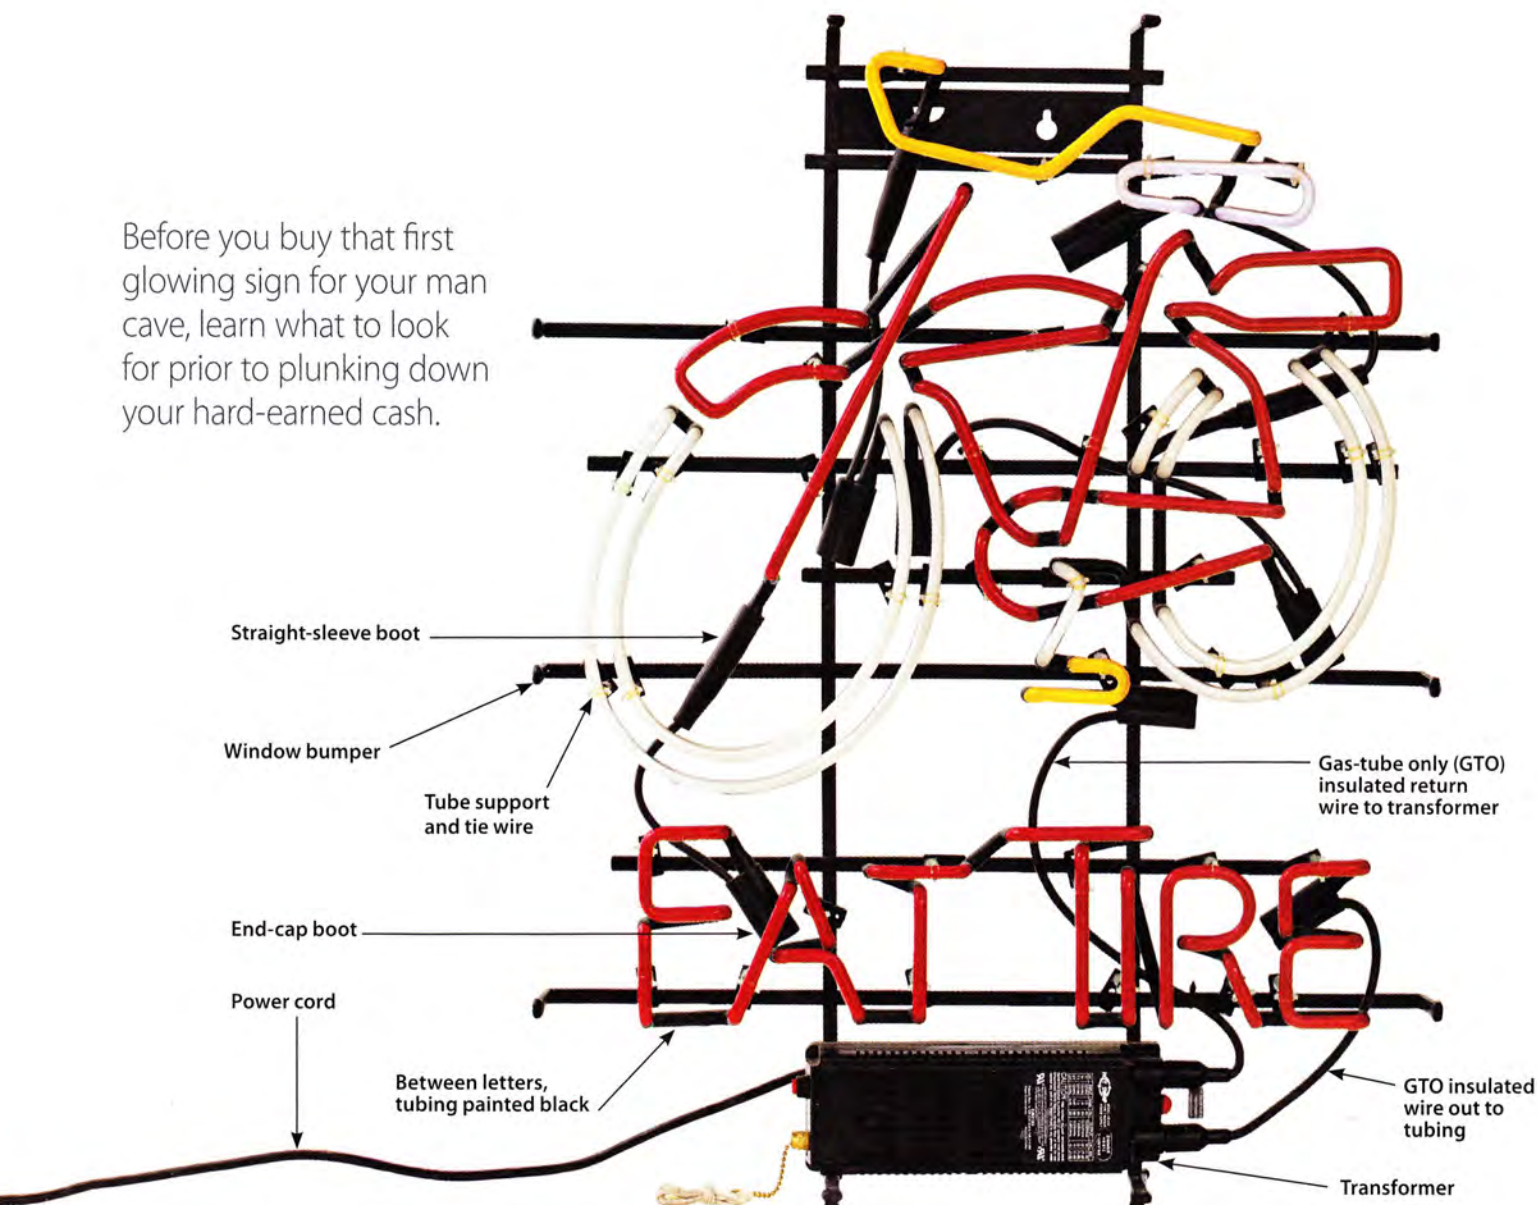 Before you buy that first
glowing sign for your man
cave, learn what to look
for prior to plunking down
your hard-earned cash.
Straight-sleeve boot
Window bumper
Tube support
and tie wire
Gas-tube only (GTO)
insulated return
wire to transformer
FAT TIRE
End-cap boot
Power cord
Between letters,
tubing painted black
GTO insulated
wire out to
tubing
Transformer